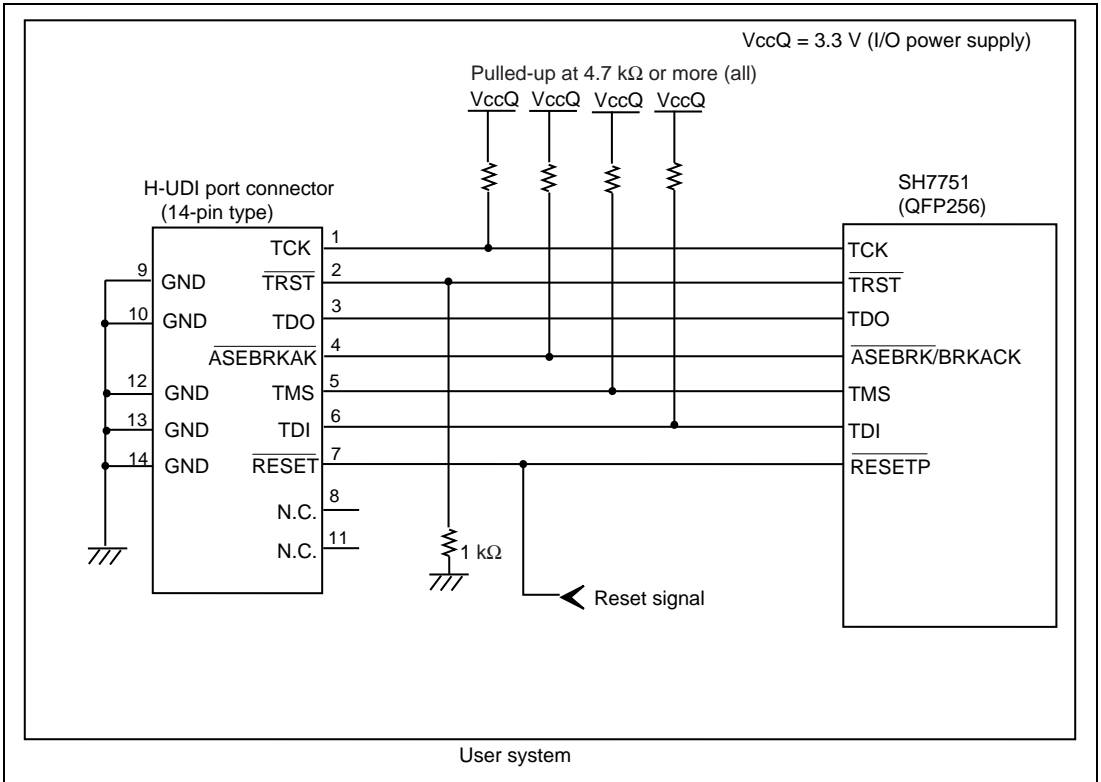 VccQ = 3.3 V (I/O power supply)
Pulled-up at 4.7 kΩ or more (all)
VccQ VccQ VccQ VccQ
H-UDI port connector
(14-pin type)
SH7751
(QFP256)
TCK 1 TCK
9 GND TRST 2 TRST
10 GND TDO 3 TDO
ASEBRKAK 4 ASEBRK/BRKACK
12 GND TMS 5 TMS
13 GND TDI 6 TDI
14 GND RESET 7 RESETP
N.C. 8
N.C. 11
1 kΩ
Reset signal
User system